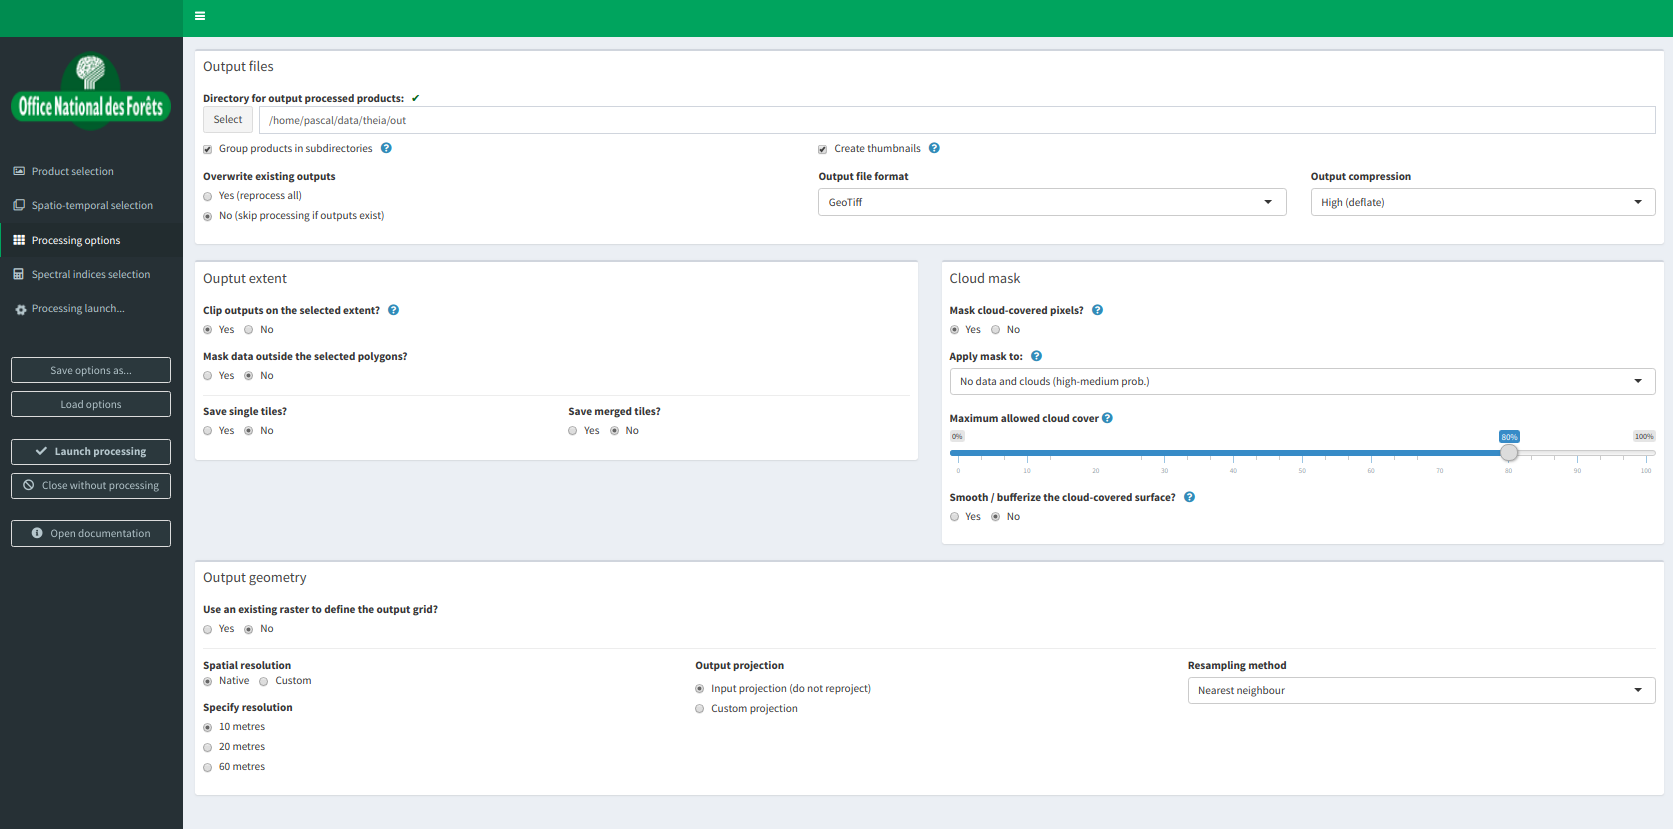 Office National des Forêts
Product selection
Spatio-temporal selection
Processing options
Spectral indices selection
Processing launch...
Save options as...
Load options
Launch processing
Close without processing
Open documentation
Output files
Directory for output processed products:
Select /home/pascal/data/theia/out
Group products in subdirectories
Create thumbnails
Overwrite existing outputs
Yes (reprocess all)
No (skip processing if outputs exist)
Output file format
GeoTiff
Output compression
High (deflate)
Ouptut extent
Clip outputs on the selected extent?
Yes No
Mask data outside the selected polygons?
Yes No
Save single tiles?
Yes No
Save merged tiles?
Yes No
Cloud mask
Mask cloud-covered pixels?
Yes No
Apply mask to:
No data and clouds (high-medium prob.)
Maximum allowed cloud cover
0% 80% 100%
0 10 20 30 40 50 60 70 80 90 100
Smooth / bufferize the cloud-covered surface?
Yes No
Output geometry
Use an existing raster to define the output grid?
Yes No
Spatial resolution
Native Custom
Specify resolution
10 metres
20 metres
60 metres
Output projection
Input projection (do not reproject)
Custom projection
Resampling method
Nearest neighbour